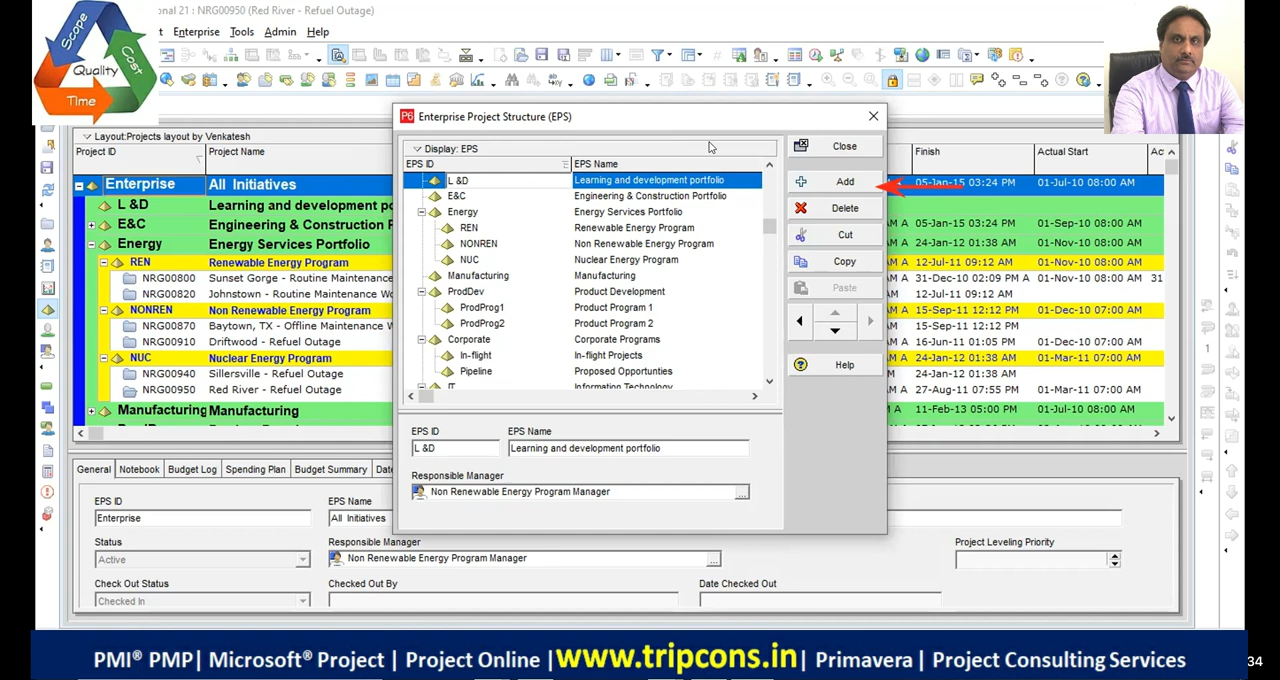 onal 21 : NRG00950 (Red River - Refuel Outage)
Scope
Cost
Quality
Time
t Enterprise Tools Admin Help
Layout:Projects layout by Venkatesh
Project ID Project Name Finish Actual Start Ac
Enterprise All Initiatives 05-Jan-15 03:24 PM 01-Jul-10 08:00 AM
L &D Learning and development po
E&C Engineering & Construction P M A 05-Jan-15 03:24 PM 01-Sep-10 08:00 AM
Energy Energy Services Portfolio M A 24-Jan-12 01:38 AM 01-Nov-10 08:00 AM
REN Renewable Energy Program M A 12-Jul-11 09:12 AM 01-Nov-10 08:00 AM
NRG00800 Sunset Gorge - Routine Maintenance M A 31-Dec-10 02:09 PM A 01-Nov-10 08:00 AM 31
NRG00820 Johnstown - Routine Maintenance Wo 12-Jul-11 09:12 AM
NONREN Non Renewable Energy Program M A 15-Sep-11 12:12 PM 01-Dec-10 08:00 AM
NRG00870 Baytown, TX - Offline Maintenance W 15-Sep-11 12:12 PM
NRG00910 Driftwood - Refuel Outage M A 16-Jun-11 01:05 PM 01-Dec-10 08:00 AM
NUC Nuclear Energy Program M A 24-Jan-12 01:38 AM 01-Mar-11 07:00 AM
NRG00940 Sillersville - Refuel Outage 24-Jan-12 01:38 AM
NRG00950 Red River - Refuel Outage M A 27-Aug-11 07:55 PM 01-Mar-11 07:00 AM
Manufacturing Manufacturing M A 11-Feb-13 05:00 PM 01-Jul-10 08:00 AM
P6 Enterprise Project Structure (EPS)
Display: EPS
EPS ID EPS Name
L &D Learning and development portfolio
E&C Engineering & Construction Portfolio
Energy Energy Services Portfolio
REN Renewable Energy Program
NONREN Non Renewable Energy Program
NUC Nuclear Energy Program
Manufacturing Manufacturing
ProdDev Product Development
ProdProg1 Product Program 1
ProdProg2 Product Program 2
Corporate Corporate Programs
In-flight In-flight Projects
Pipeline Proposed Opportunities
IT Information Technology
Close
Add
Delete
Cut
Copy
Paste
Help
EPS ID EPS Name
L &D Learning and development portfolio
Responsible Manager
Non Renewable Energy Program Manager
General Notebook Budget Log Spending Plan Budget Summary Dat
EPS ID EPS Name
Enterprise All Initiatives
Status Responsible Manager Project Leveling Priority
Active Non Renewable Energy Program Manager
Check Out Status Checked Out By Date Checked Out
Checked In
PMI® PMP| Microsoft® Project | Project Online |www.tripcons.in| Primavera | Project Consulting Services
34